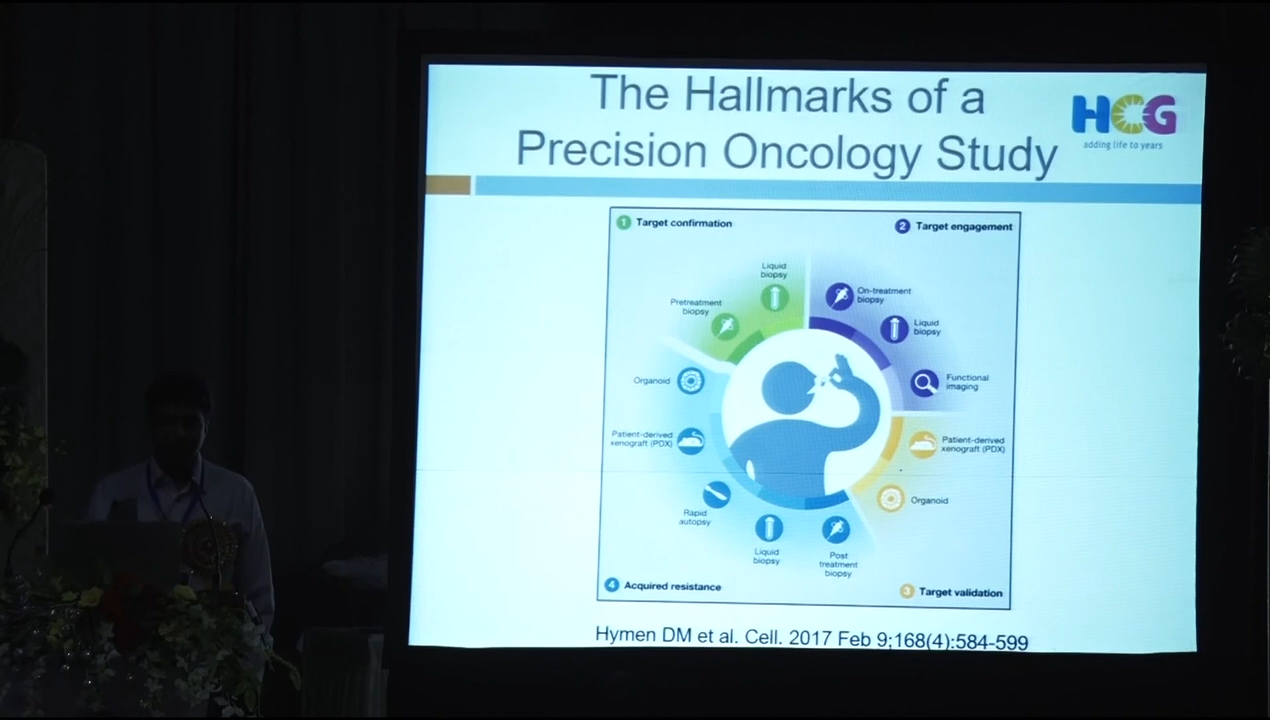 The Hallmarks of a
Precision Oncology Study
HCG
adding life to years
1 Target confirmation
2 Target engagement
Liquid
biopsy
Pretreatment
biopsy
On-treatment
biopsy
Liquid
biopsy
Functional
imaging
Organoid
Patient-derived
xenograft (PDX)
Patient-derived
xenograft (PDX)
Organoid
Rapid
autopsy
Liquid
biopsy
Post
treatment
biopsy
4 Acquired resistance
3 Target validation
Hymen DM et al. Cell. 2017 Feb 9;168(4):584-599